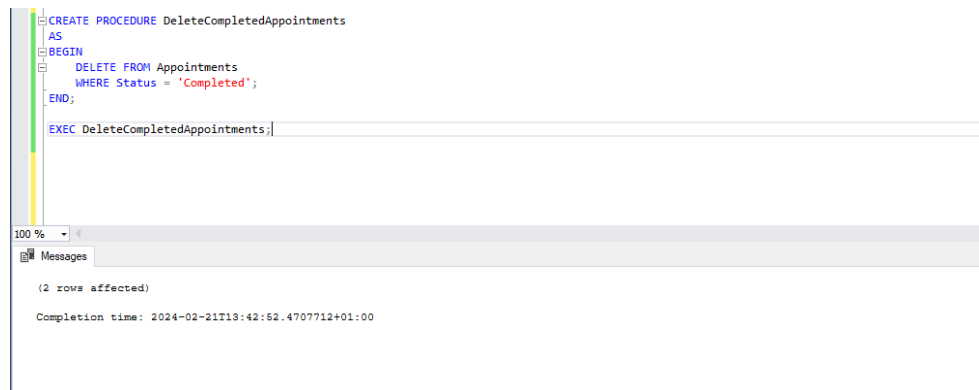 CREATE PROCEDURE DeleteCompletedAppointments
AS
BEGIN
DELETE FROM Appointments
WHERE Status = 'Completed';
END;
EXEC DeleteCompletedAppointments;
100 %
Messages
(2 rows affected)
Completion time: 2024-02-21T13:42:52.4707712+01:00